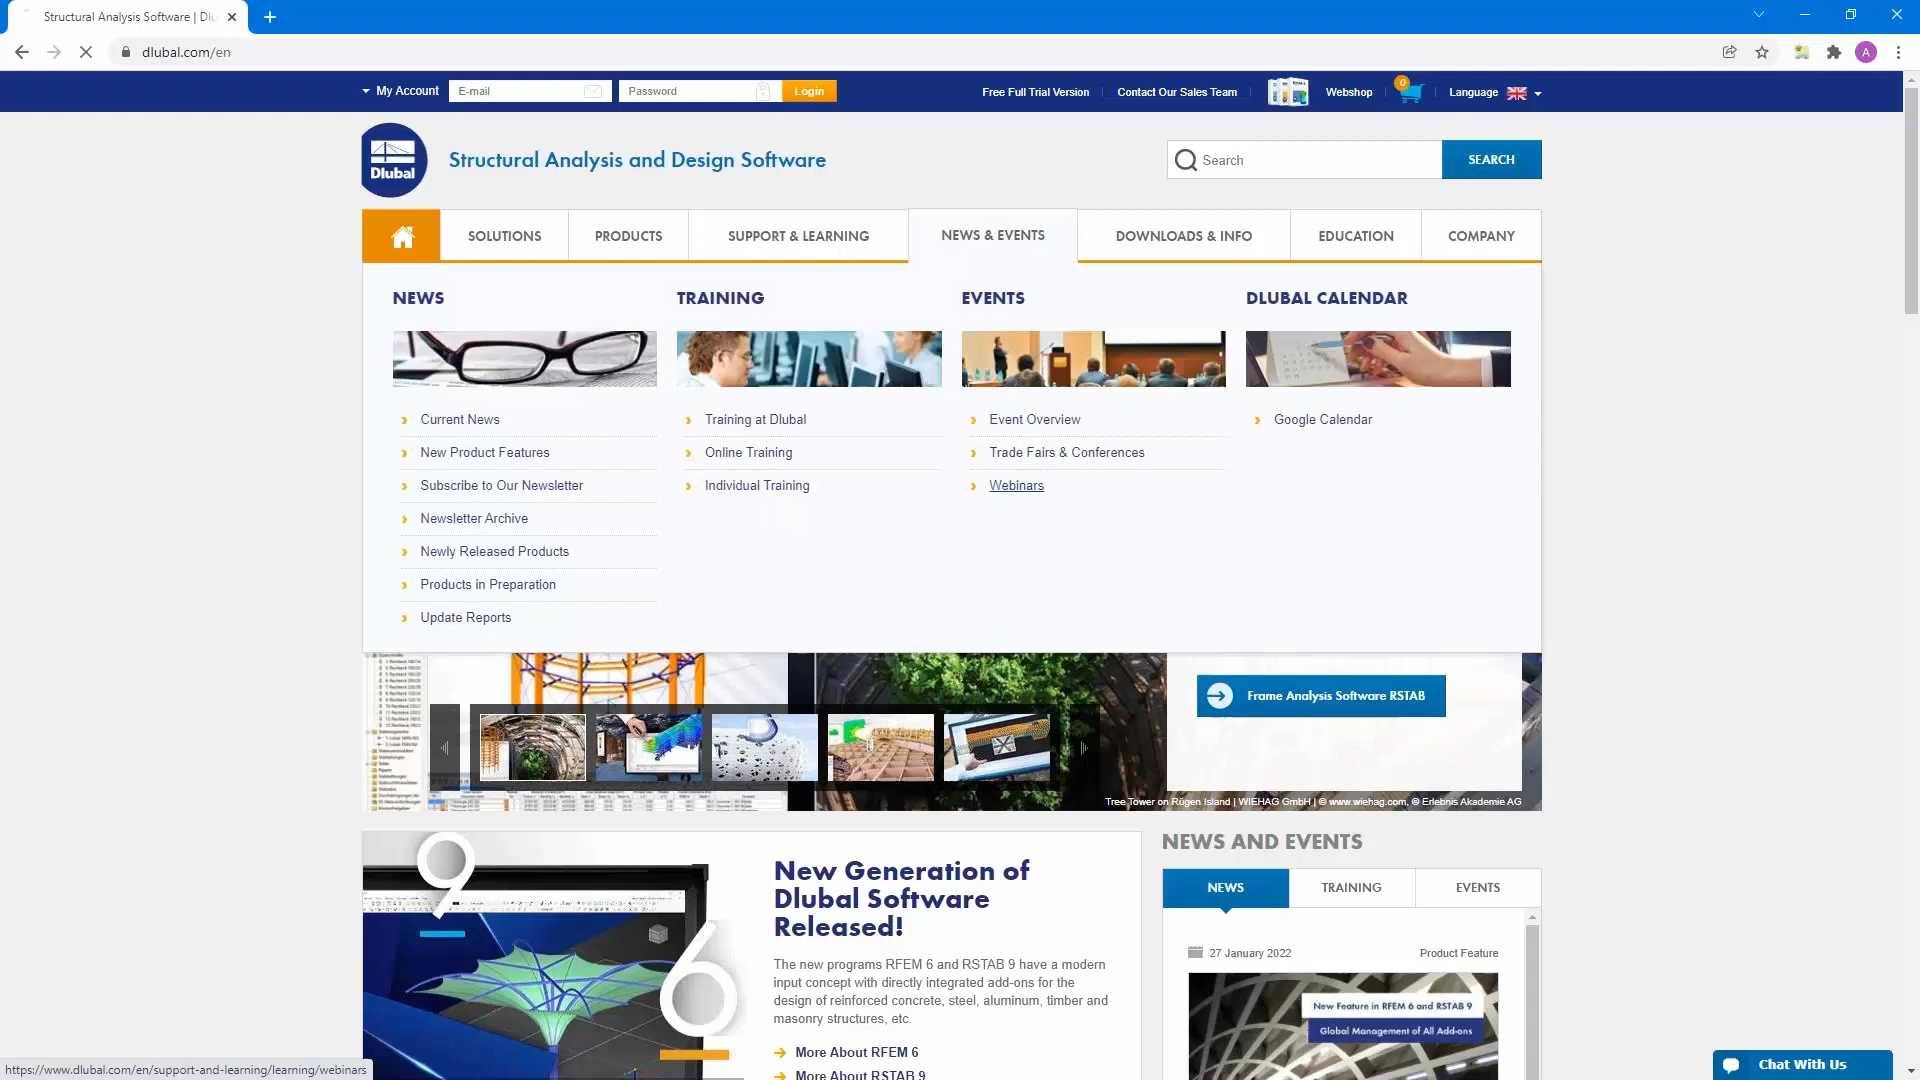 Structural Analysis Software | Dlu
dlubal.com/en
A
My Account
E-mail
Password
Login
Free Full Trial Version
Contact Our Sales Team
Webshop
0
Language
Dlubal
Structural Analysis and Design Software
Search
SEARCH
SOLUTIONS
PRODUCTS
SUPPORT & LEARNING
NEWS & EVENTS
DOWNLOADS & INFO
EDUCATION
COMPANY
NEWS
Current News
New Product Features
Subscribe to Our Newsletter
Newsletter Archive
Newly Released Products
Products in Preparation
Update Reports
TRAINING
Training at Dlubal
Online Training
Individual Training
EVENTS
Event Overview
Trade Fairs & Conferences
Webinars
DLUBAL CALENDAR
Google Calendar
Frame Analysis Software RSTAB
Tree Tower on Rügen Island | WIEHAG GmbH | © www.wiehag.com, © Erlebnis Akademie AG
9
6
New Generation of
Dlubal Software
Released!
The new programs RFEM 6 and RSTAB 9 have a modern
input concept with directly integrated add-ons for the
design of reinforced concrete, steel, aluminum, timber and
masonry structures, etc.
More About RFEM 6
More About RSTAB 9
NEWS AND EVENTS
NEWS
TRAINING
EVENTS
27 January 2022
Product Feature
New Feature in RFEM 6 and RSTAB 9
Global Management of All Add-ons
Chat With Us
https://www.dlubal.com/en/support-and-learning/learning/webinars